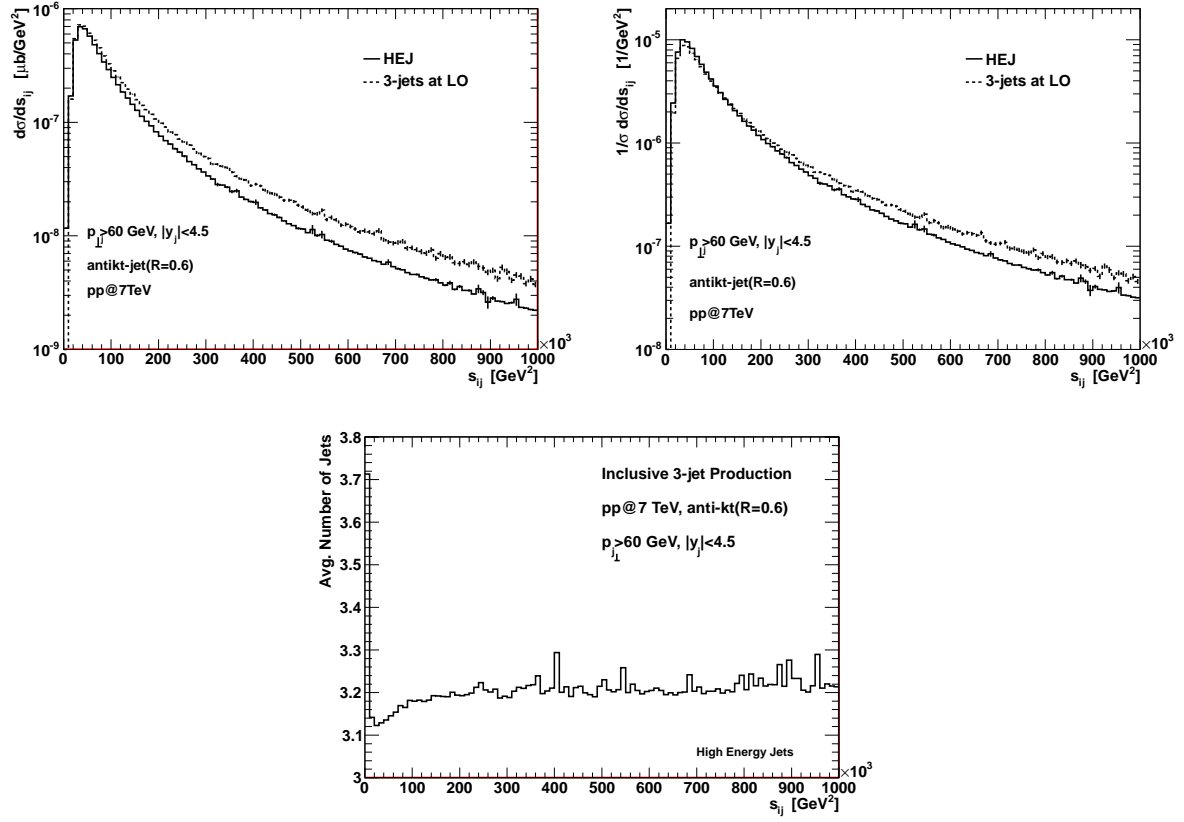 dσ/ds_ij [μb/GeV²]
10⁻⁶
10⁻⁷
10⁻⁸
10⁻⁹
HEJ
3-jets at LO
p_j⊥>60 GeV, |y_j|<4.5
antikt-jet(R=0.6)
pp@7TeV
0 100 200 300 400 500 600 700 800 900 1000
×10³
s_ij [GeV²]
1/σ dσ/ds_ij [1/GeV²]
10⁻⁵
10⁻⁶
10⁻⁷
10⁻⁸
HEJ
3-jets at LO
p_j⊥>60 GeV, |y_j|<4.5
antikt-jet(R=0.6)
pp@7TeV
0 100 200 300 400 500 600 700 800 900 1000
×10³
s_ij [GeV²]
Avg. Number of Jets
3.8
3.7
3.6
3.5
3.4
3.3
3.2
3.1
3
Inclusive 3-jet Production
pp@7 TeV, anti-kt(R=0.6)
p_j⊥>60 GeV, |y_j|<4.5
High Energy Jets
0 100 200 300 400 500 600 700 800 900 1000
×10³
s_ij [GeV²]